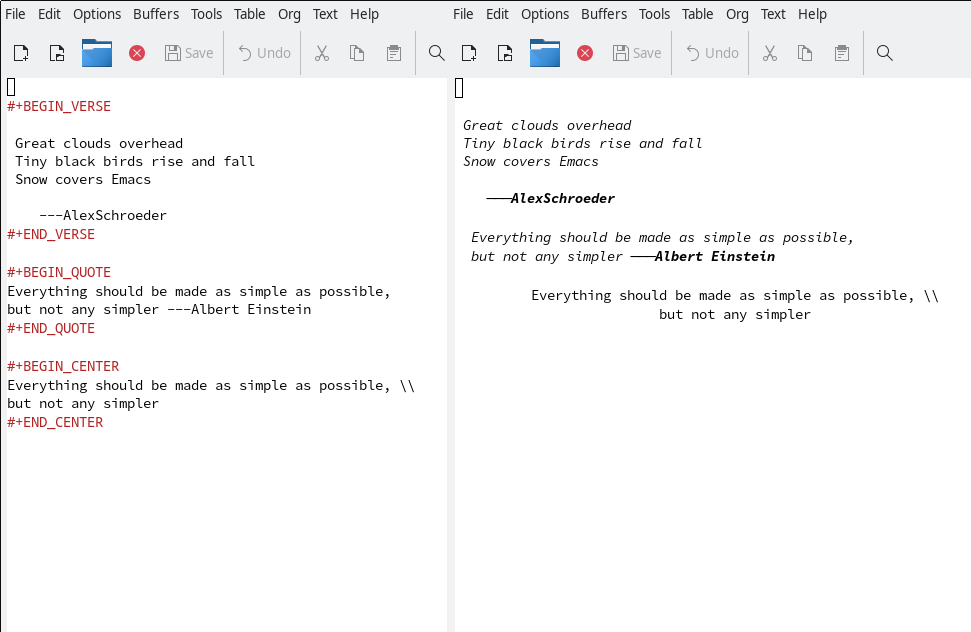 File Edit Options Buffers Tools Table Org Text Help
Save Undo
#+BEGIN_VERSE
Great clouds overhead
Tiny black birds rise and fall
Snow covers Emacs
---AlexSchroeder
#+END_VERSE
#+BEGIN_QUOTE
Everything should be made as simple as possible,
but not any simpler ---Albert Einstein
#+END_QUOTE
#+BEGIN_CENTER
Everything should be made as simple as possible, \\
but not any simpler
#+END_CENTER
File Edit Options Buffers Tools Table Org Text Help
Save Undo
Great clouds overhead
Tiny black birds rise and fall
Snow covers Emacs
———AlexSchroeder
Everything should be made as simple as possible,
but not any simpler ———Albert Einstein
Everything should be made as simple as possible, \\
but not any simpler